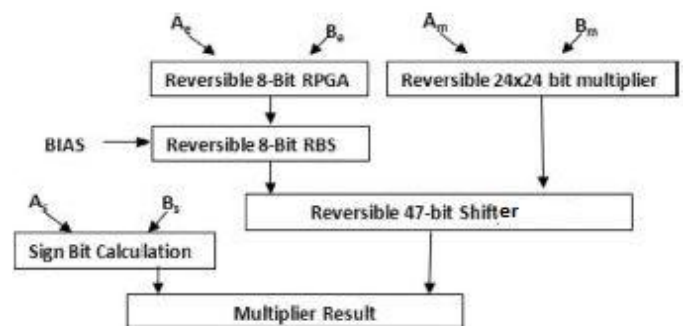 Ae Be Am Bm
Reversible 8-Bit RPGA
Reversible 24x24 bit multiplier
BIAS
Reversible 8-Bit RBS
As Bs
Reversible 47-bit Shifter
Sign Bit Calculation
Multiplier Result